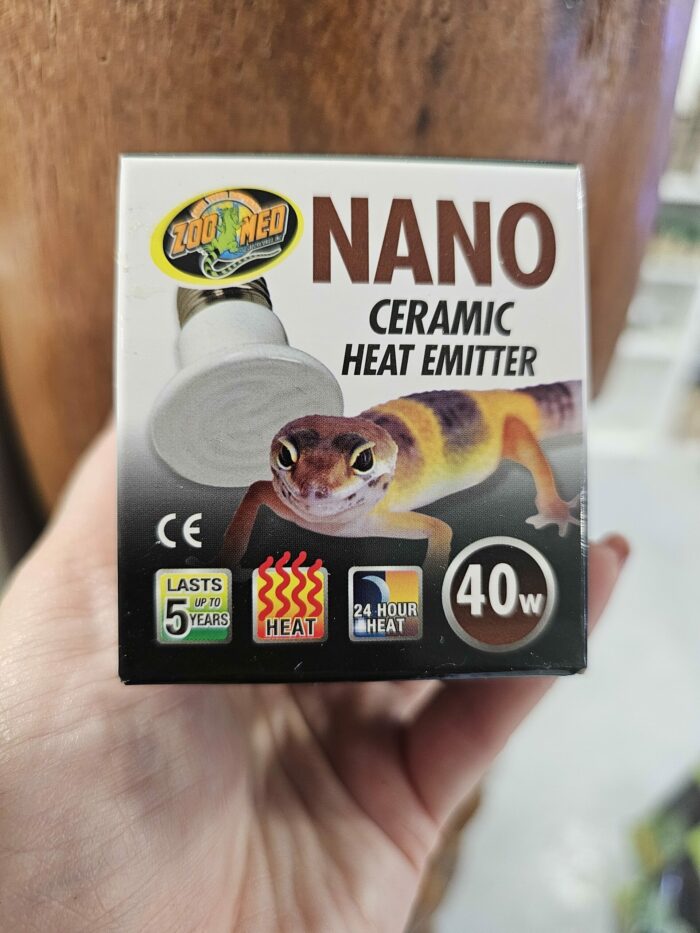 ZOO MED
NANO
CERAMIC
HEAT EMITTER
CE
LASTS
UP TO
5 YEARS
HEAT
24 HOUR
HEAT
40W